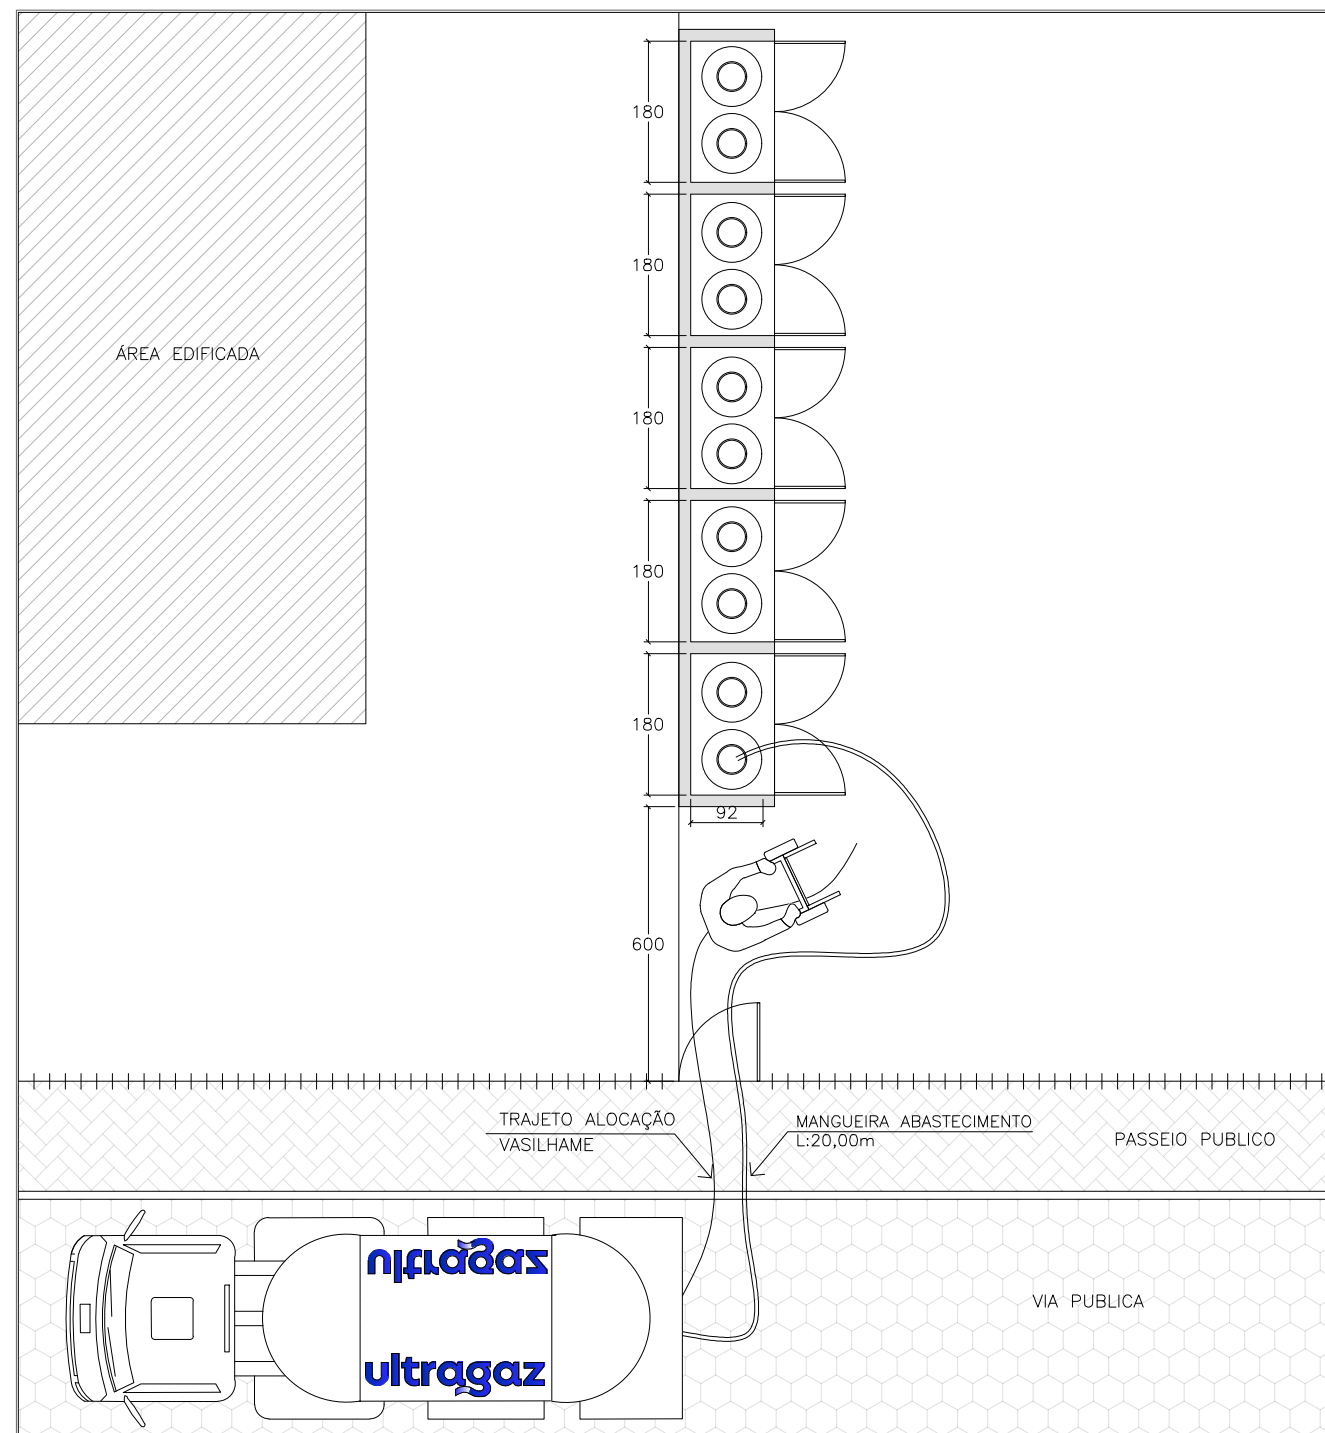 180
180
ÁREA EDIFICADA
180
180
180
92
600
TRAJETO ALOCAÇÃO
VASILHAME
MANGUEIRA ABASTECIMENTO
L:20,00m
PASSEIO PUBLICO
ultragaz
VIA PUBLICA
ultragaz